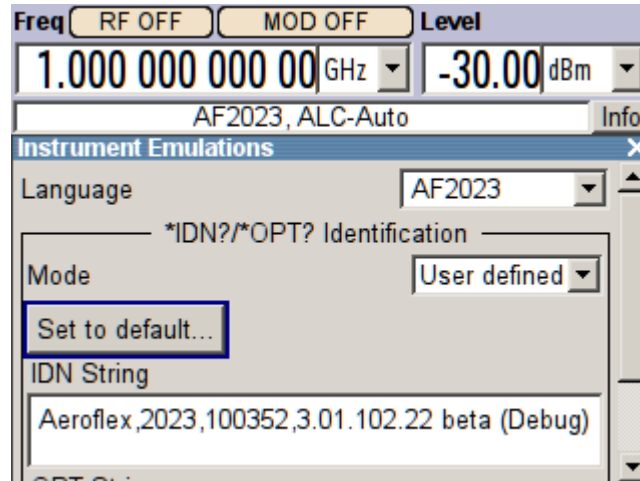 Freq RF OFF MOD OFF Level
1.000 000 000 00 GHz -30.00 dBm
AF2023, ALC-Auto Info
Instrument Emulations
Language AF2023
*IDN?/*OPT? Identification
Mode User defined
Set to default...
IDN String
Aeroflex,2023,100352,3.01.102.22 beta (Debug)